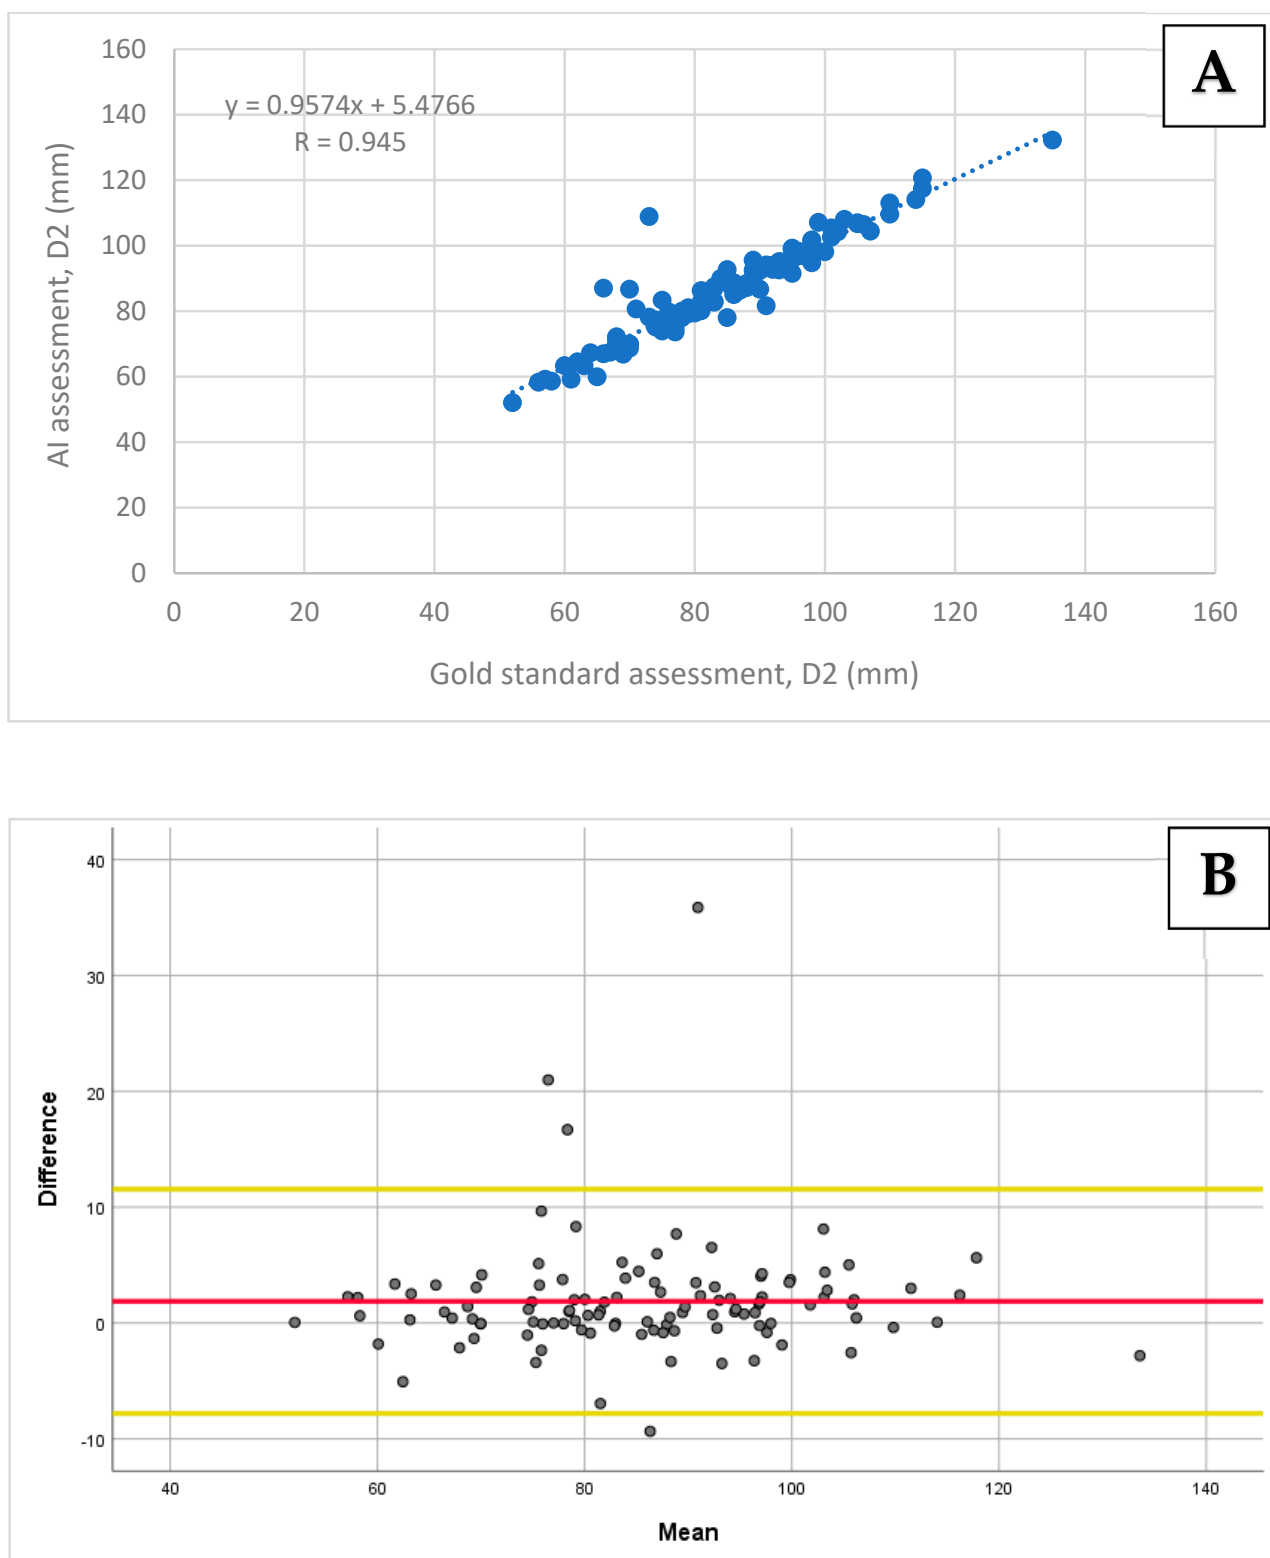 A
160
140
120
100
80
60
40
20
0
y = 0.9574x + 5.4766
R = 0.945
AI assessment, D2 (mm)
0 20 40 60 80 100 120 140 160
Gold standard assessment, D2 (mm)
B
40
30
20
10
0
-10
Difference
40 60 80 100 120 140
Mean